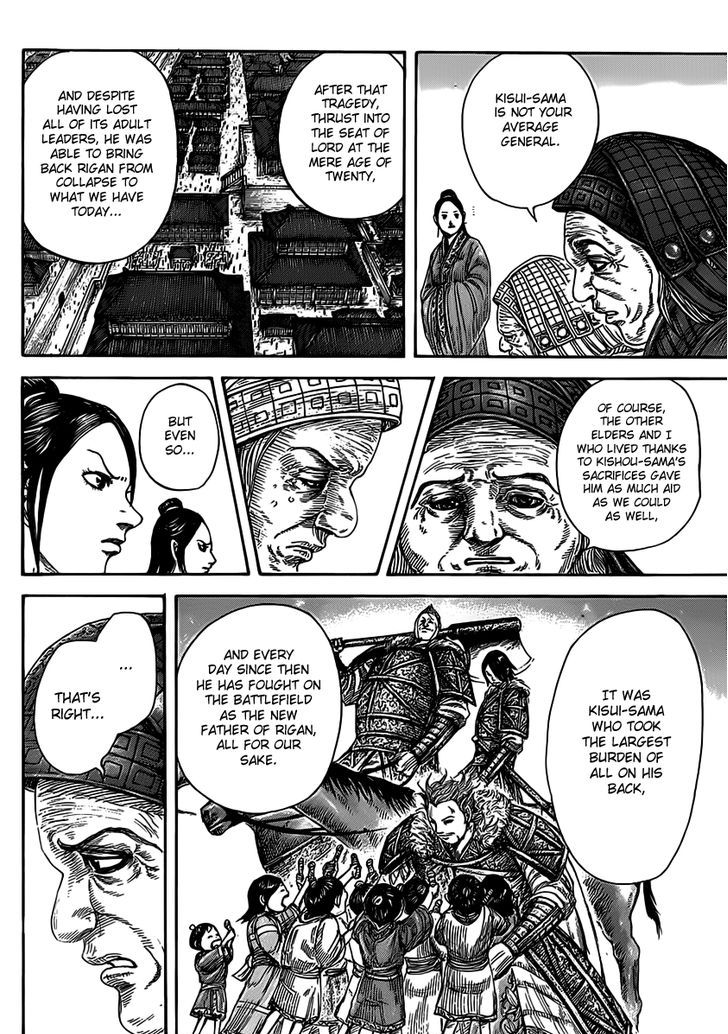 KISUI-SAMA
IS NOT YOUR
AVERAGE
GENERAL.
AFTER THAT
TRAGEDY,
THRUST INTO
THE SEAT OF
LORD AT THE
MERE AGE OF
TWENTY,
AND DESPITE
HAVING LOST
ALL OF ITS ADULT
LEADERS, HE WAS
ABLE TO BRING
BACK RIGAN FROM
COLLAPSE TO
WHAT WE HAVE
TODAY...
OF COURSE,
THE OTHER
ELDERS AND I
WHO LIVED THANKS
TO KISHOU-SAMA'S
SACRIFICES GAVE
HIM AS MUCH AID
AS WE COULD
AS WELL,
BUT
EVEN
SO...
IT WAS
KISUI-SAMA
WHO TOOK
THE LARGEST
BURDEN OF
ALL ON HIS
BACK,
AND EVERY
DAY SINCE THEN
HE HAS FOUGHT ON
THE BATTLEFIELD
AS THE NEW
FATHER OF RIGAN,
ALL FOR OUR
SAKE.
...
THAT'S
RIGHT...